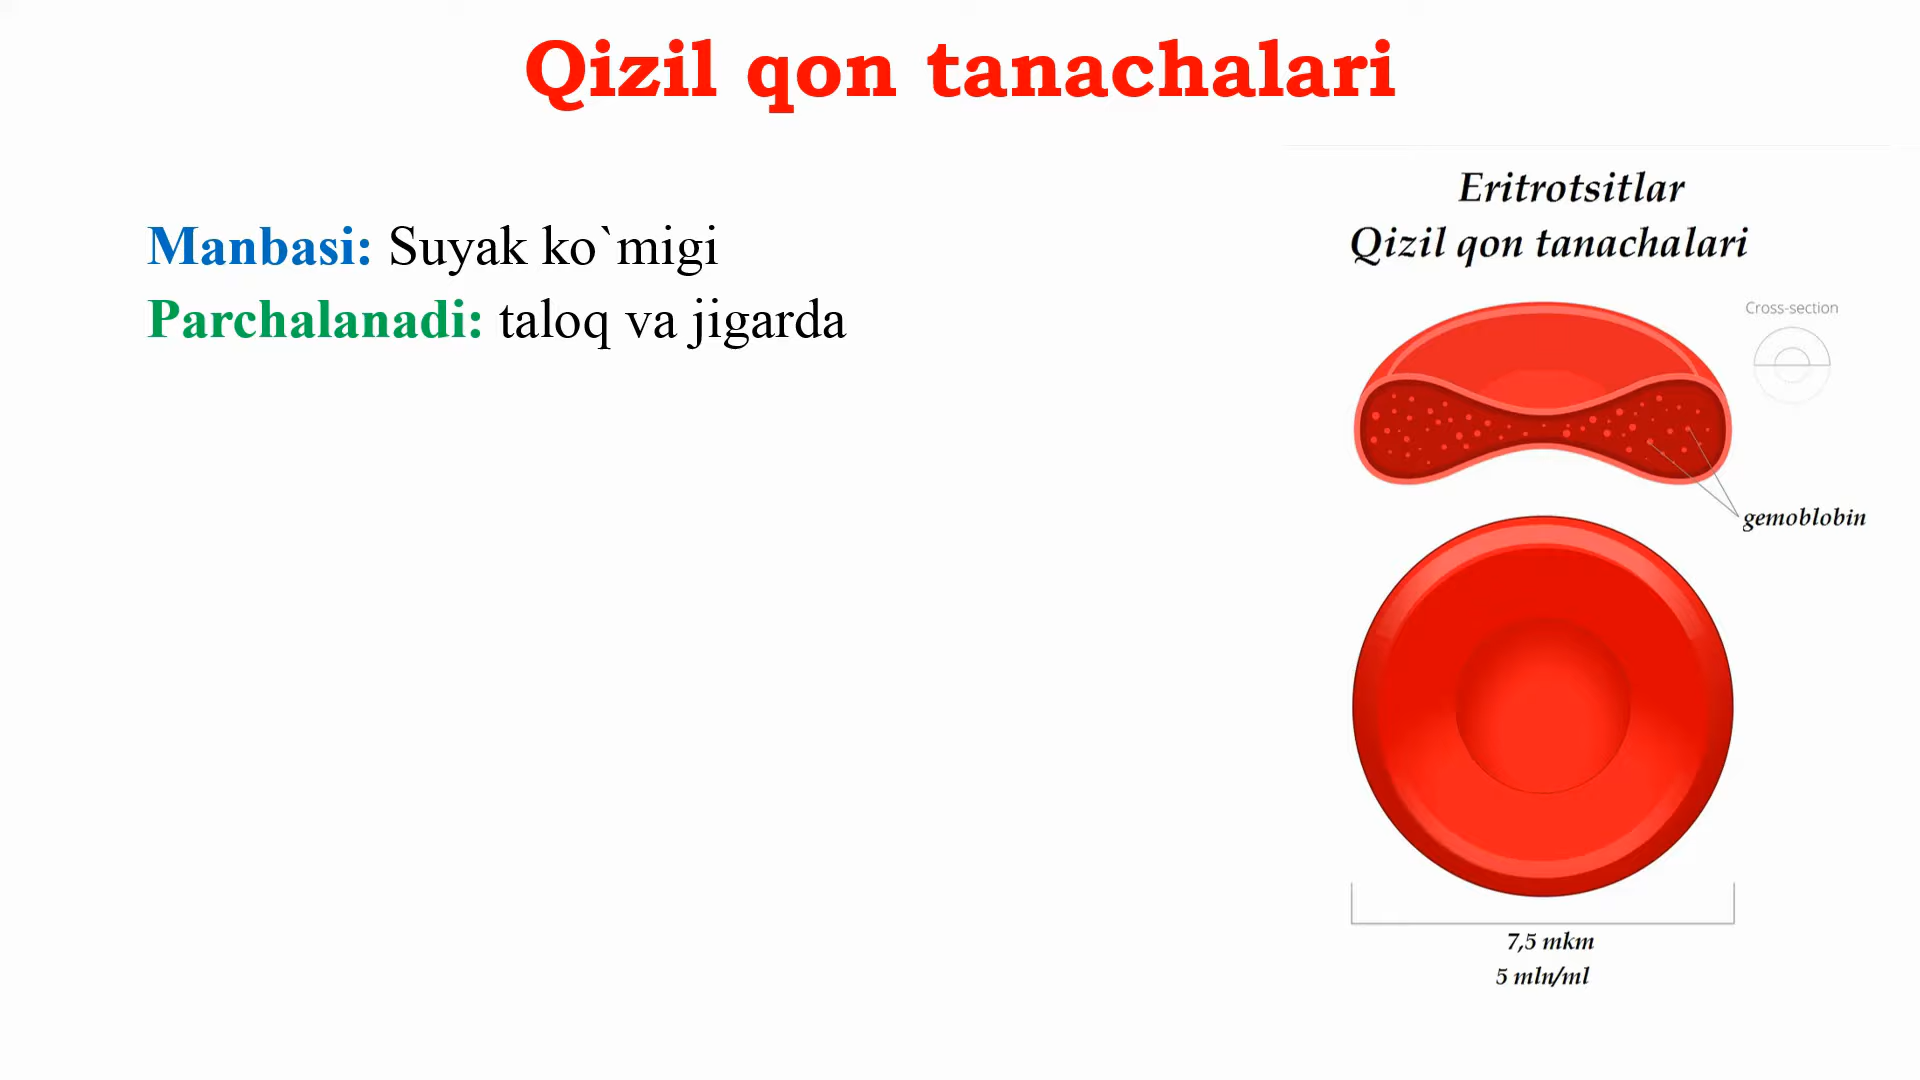 Qizil qon tanachalari
Manbasi: Suyak ko`migi
Parchalanadi: taloq va jigarda
Eritrotsitlar
Qizil qon tanachalari
Cross-section
gemoblobin
7,5 mkm
5 mln/ml